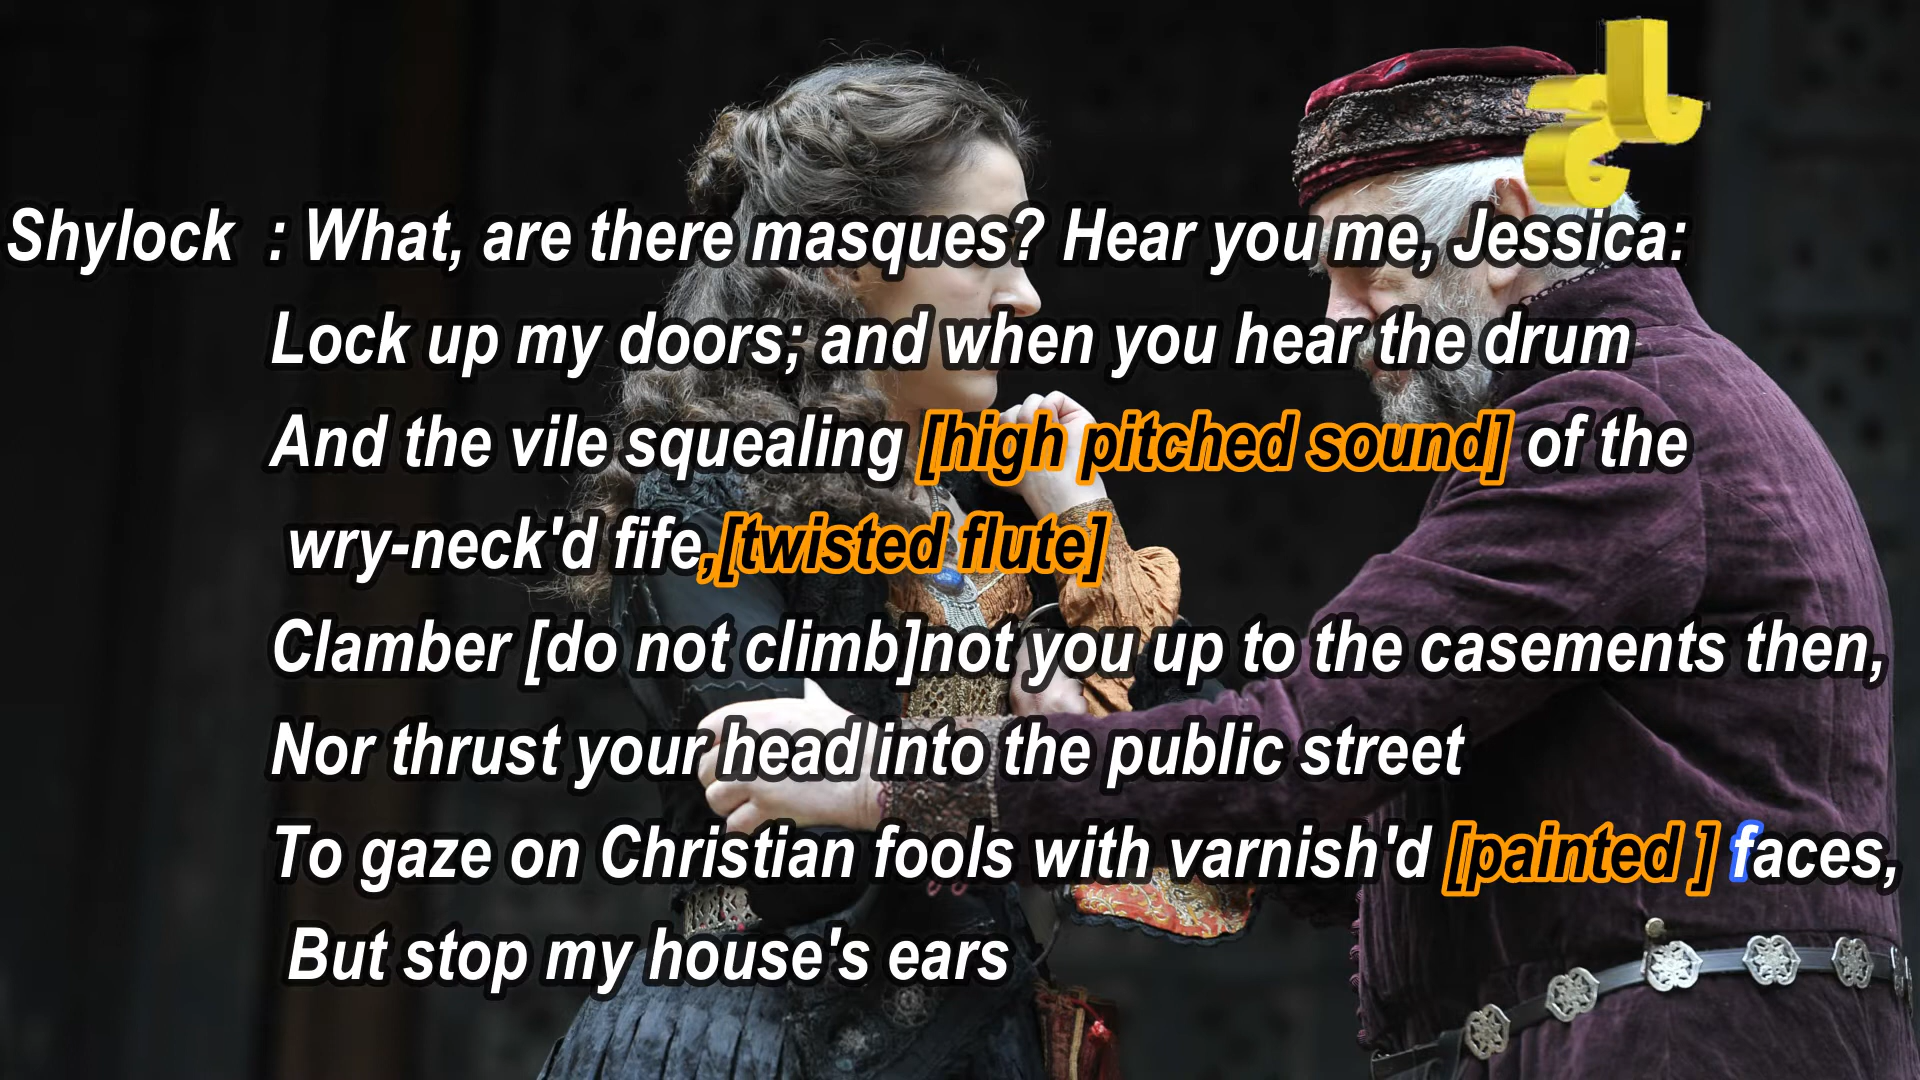 Shylock : What, are there masques? Hear you me, Jessica:
Lock up my doors; and when you hear the drum
And the vile squealing [high pitched sound] of the
wry-neck'd fife,[twisted flute]
Clamber [do not climb]not you up to the casements then,
Nor thrust your head into the public street
To gaze on Christian fools with varnish'd [painted ] faces,
But stop my house's ears